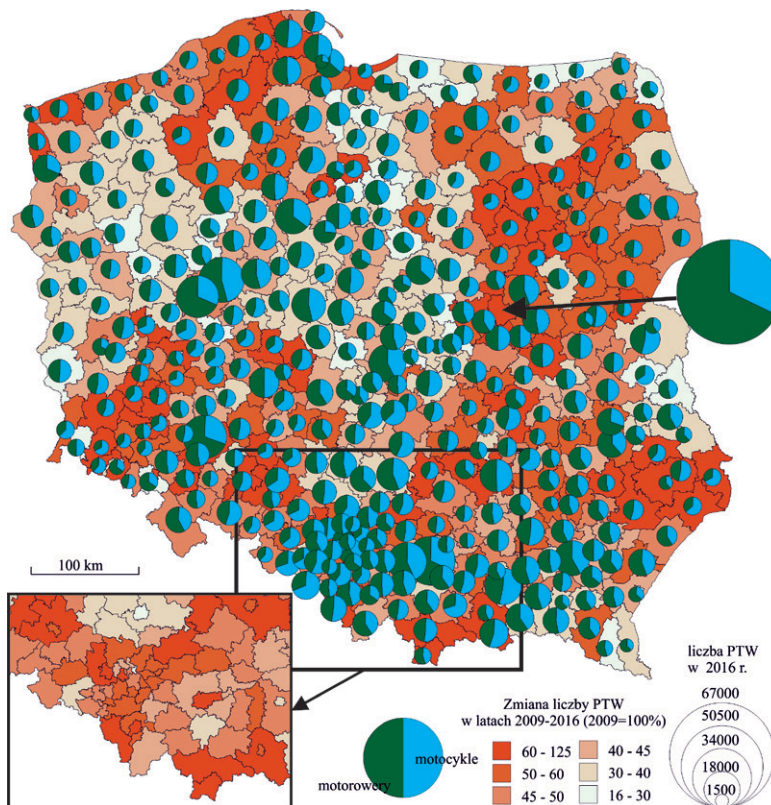 100 km
motorowery
motocykle
Zmiana liczby PTW
w latach 2009-2016 (2009=100%)
60 - 125
50 - 60
45 - 50
40 - 45
30 - 40
16 - 30
liczba PTW
w 2016 r.
67000
50500
34000
18000
1500